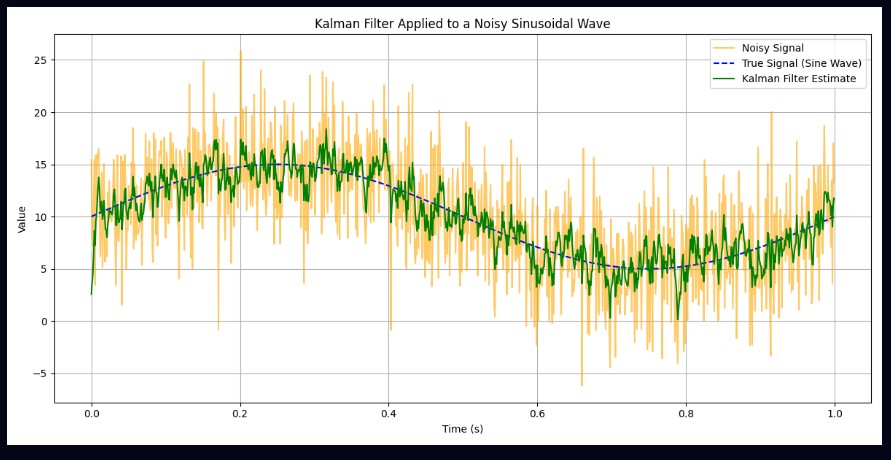 Kalman Filter Applied to a Noisy Sinusoidal Wave
Noisy Signal
True Signal (Sine Wave)
Kalman Filter Estimate
25
20
15
10
5
0
−5
Value
0.0 0.2 0.4 0.6 0.8 1.0
Time (s)